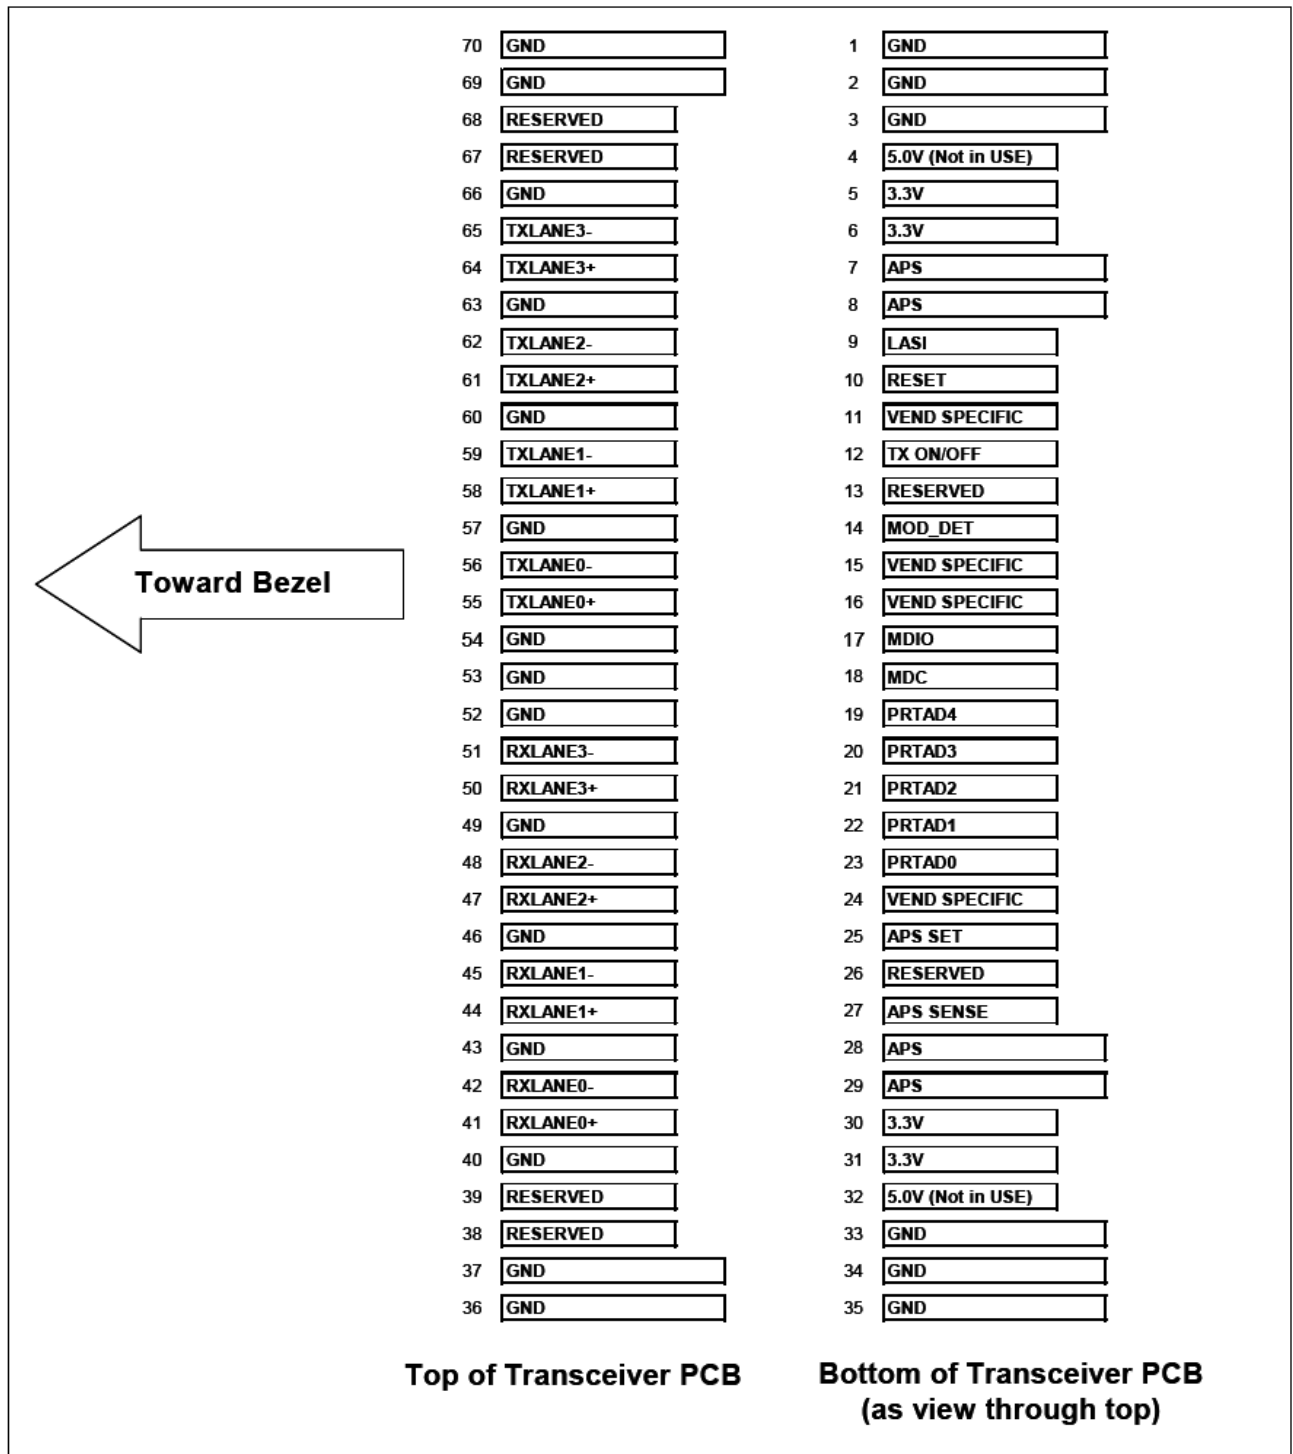 70 GND 1 GND
69 GND 2 GND
68 RESERVED 3 GND
67 RESERVED 4 5.0V (Not in USE)
66 GND 5 3.3V
65 TXLANE3- 6 3.3V
64 TXLANE3+ 7 APS
63 GND 8 APS
62 TXLANE2- 9 LASI
61 TXLANE2+ 10 RESET
60 GND 11 VEND SPECIFIC
59 TXLANE1- 12 TX ON/OFF
58 TXLANE1+ 13 RESERVED
57 GND 14 MOD_DET
56 TXLANE0- 15 VEND SPECIFIC
Toward Bezel
55 TXLANE0+ 16 VEND SPECIFIC
54 GND 17 MDIO
53 GND 18 MDC
52 GND 19 PRTAD4
51 RXLANE3- 20 PRTAD3
50 RXLANE3+ 21 PRTAD2
49 GND 22 PRTAD1
48 RXLANE2- 23 PRTAD0
47 RXLANE2+ 24 VEND SPECIFIC
46 GND 25 APS SET
45 RXLANE1- 26 RESERVED
44 RXLANE1+ 27 APS SENSE
43 GND 28 APS
42 RXLANE0- 29 APS
41 RXLANE0+ 30 3.3V
40 GND 31 3.3V
39 RESERVED 32 5.0V (Not in USE)
38 RESERVED 33 GND
37 GND 34 GND
36 GND 35 GND
Top of Transceiver PCB
Bottom of Transceiver PCB
(as view through top)